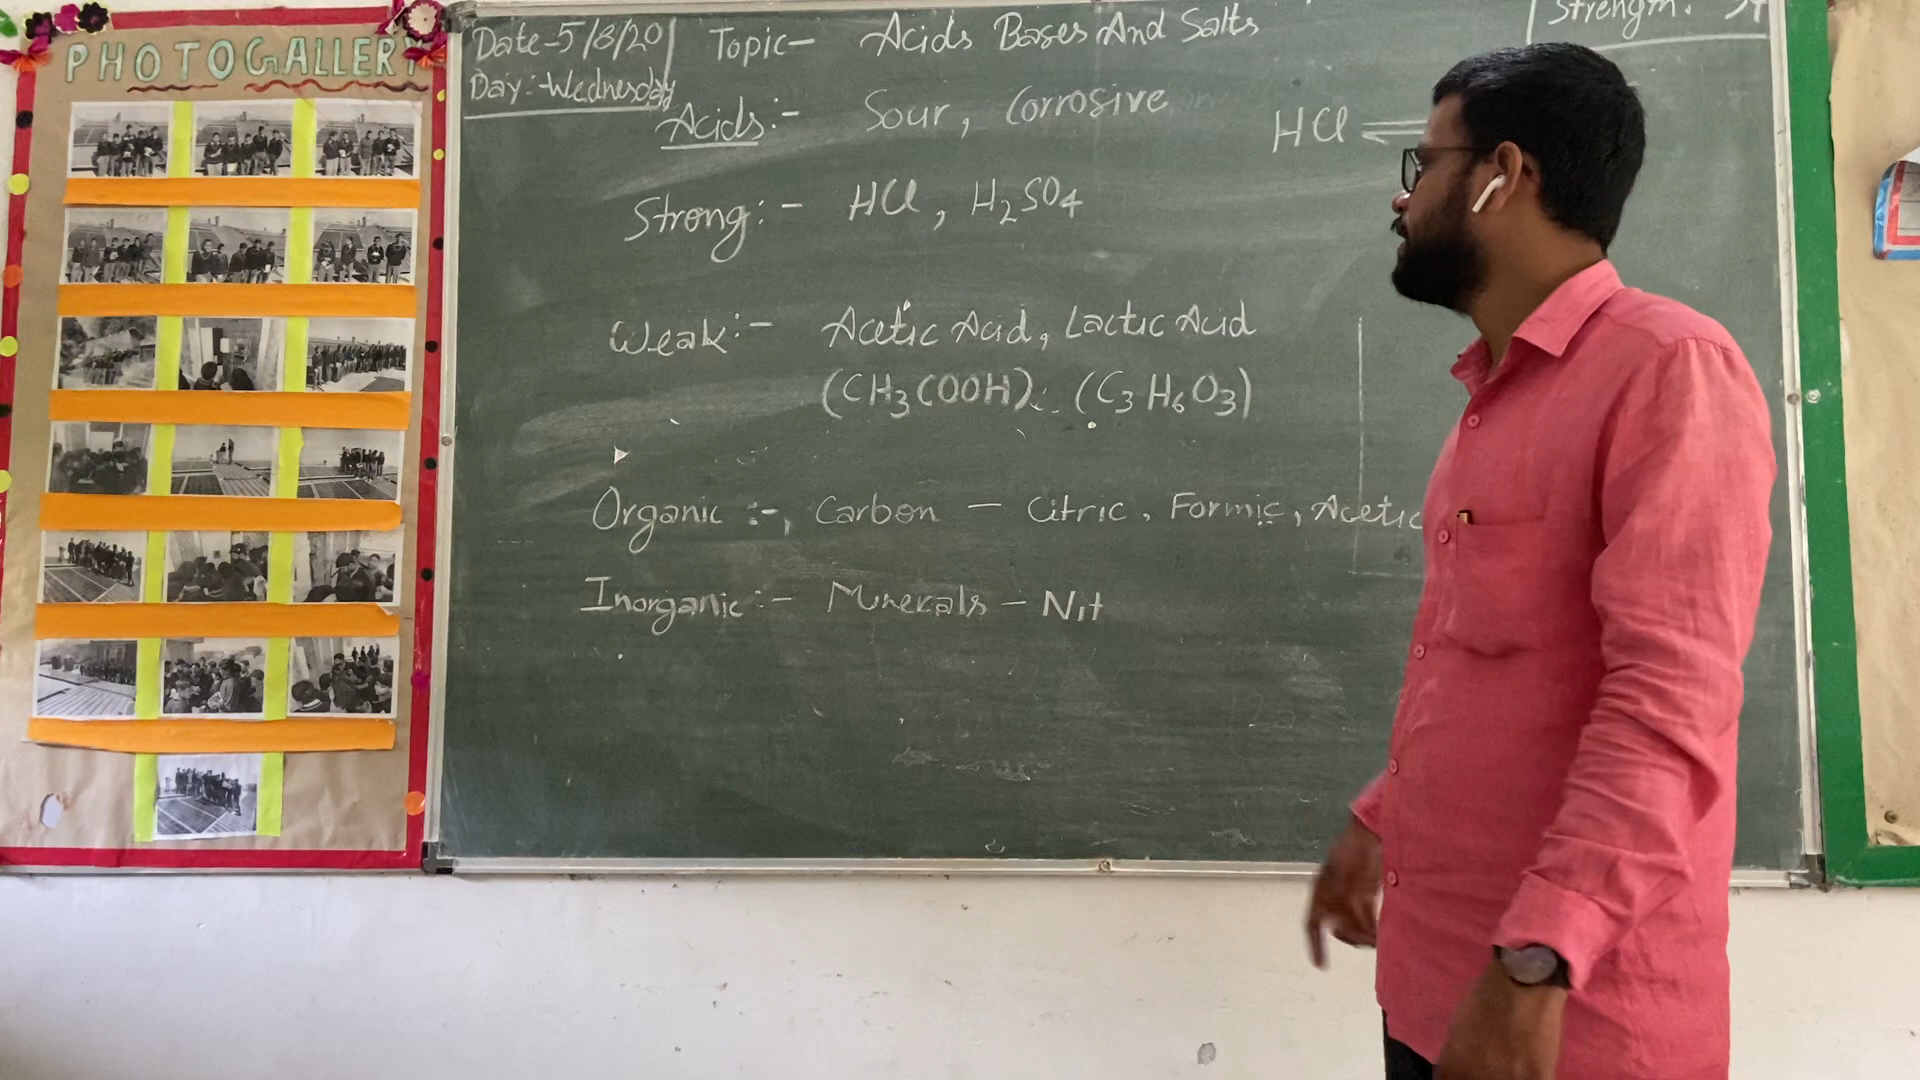 PHOTOGALLERY
Date-5/8/20
Day:-Wednesday
Topic- Acids Bases And Salts
Strength.
Acids:- Sour, Corrosive
HCl ⇌
Strong:- HCl, H₂SO₄
Weak:- Acetic Acid, Lactic Acid
(CH₃COOH). (C₃H₆O₃)
Organic :-, Carbon - Citric, Formic, Acetic
Inorganic:- Minerals - Nit